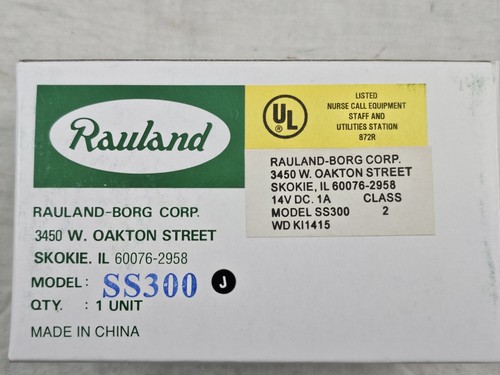 Rauland
RAULAND-BORG CORP.
3450 W. OAKTON STREET
SKOKIE, IL 60076-2958
MODEL: SS300 J
QTY. : 1 UNIT
MADE IN CHINA
UL
LISTED
NURSE CALL EQUIPMENT
STAFF AND
UTILITIES STATION
872R
RAULAND-BORG CORP.
3450 W. OAKTON STREET
SKOKIE, IL 60076-2958
14V DC. 1A CLASS
MODEL SS300 2
WD KI1415